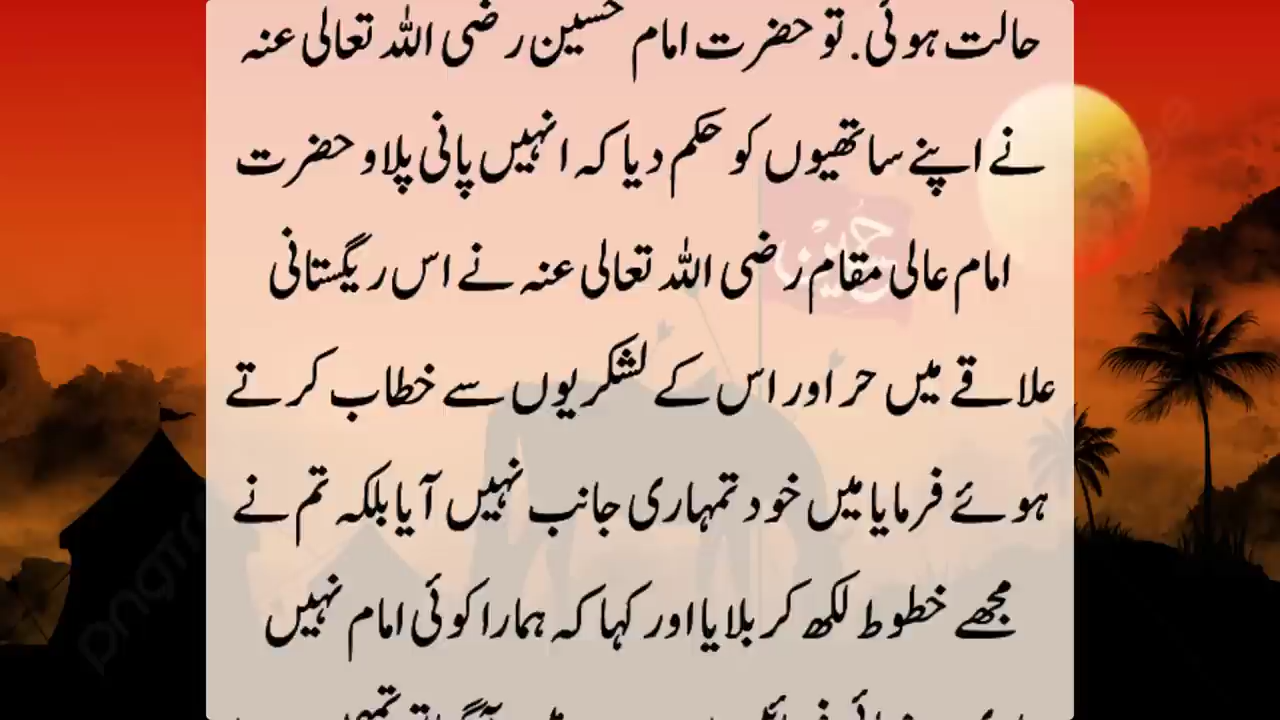 حالت ہوئی. تو حضرت امام حسین رضی اللہ تعالی عنہ
نے اپنے ساتھیوں کو حکم دیا کہ انہیں پانی پلاو حضرت
امام عالی مقام رضی اللہ تعالی عنہ نے اس ریگستانی
علاقے میں حر اور اس کے لشکریوں سے خطاب کرتے
ہوئے فرمایا میں خود تمہاری جانب نہیں آیا بلکہ تم نے
مجھے خطوط لکھ کر بلایا اور کہا کہ ہمارا کوئی امام نہیں
حسین